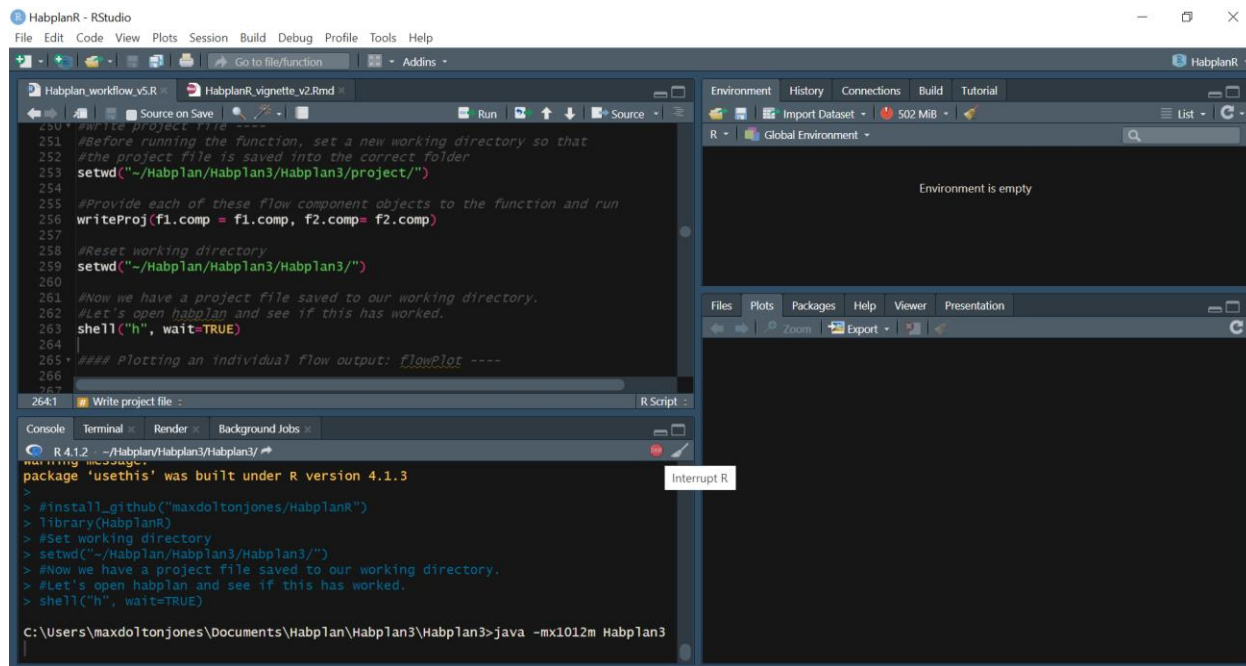 HabplanR - RStudio
File Edit Code View Plots Session Build Debug Profile Tools Help
Go to file/function Addins HabplanR
Habplan_workflow_v5.R HabplanR_vignette_v2.Rmd
Source on Save Run Source
250 #Write project file ----
251 #Before running the function, set a new working directory so that
252 #the project file is saved into the correct folder
253 setwd("~/Habplan/Habplan3/Habplan3/project/")
254
255 #Provide each of these flow component objects to the function and run
256 writeProj(f1.comp = f1.comp, f2.comp= f2.comp)
257
258 #Reset working directory
259 setwd("~/Habplan/Habplan3/Habplan3/")
260
261 #Now we have a project file saved to our working directory.
262 #Let's open habplan and see if this has worked.
263 shell("h", wait=TRUE)
264
265 #### Plotting an individual flow output: flowPlot ----
266
267
264:1 # Write project file : R Script :
Console Terminal Render Background Jobs
R 4.1.2 · ~/Habplan/Habplan3/Habplan3/
warning message:
package ‘usethis’ was built under R version 4.1.3
>
> #install_github("maxdoltonjones/HabplanR")
> library(HabplanR)
> #Set working directory
> setwd("~/Habplan/Habplan3/Habplan3/")
> #Now we have a project file saved to our working directory.
> #Let's open habplan and see if this has worked.
> shell("h", wait=TRUE)
C:\Users\maxdoltonjones\Documents\Habplan\Habplan3\Habplan3>java -mx1012m Habplan3
Interrupt R
Environment History Connections Build Tutorial
Import Dataset 502 MiB List
R Global Environment
Environment is empty
Files Plots Packages Help Viewer Presentation
Zoom Export